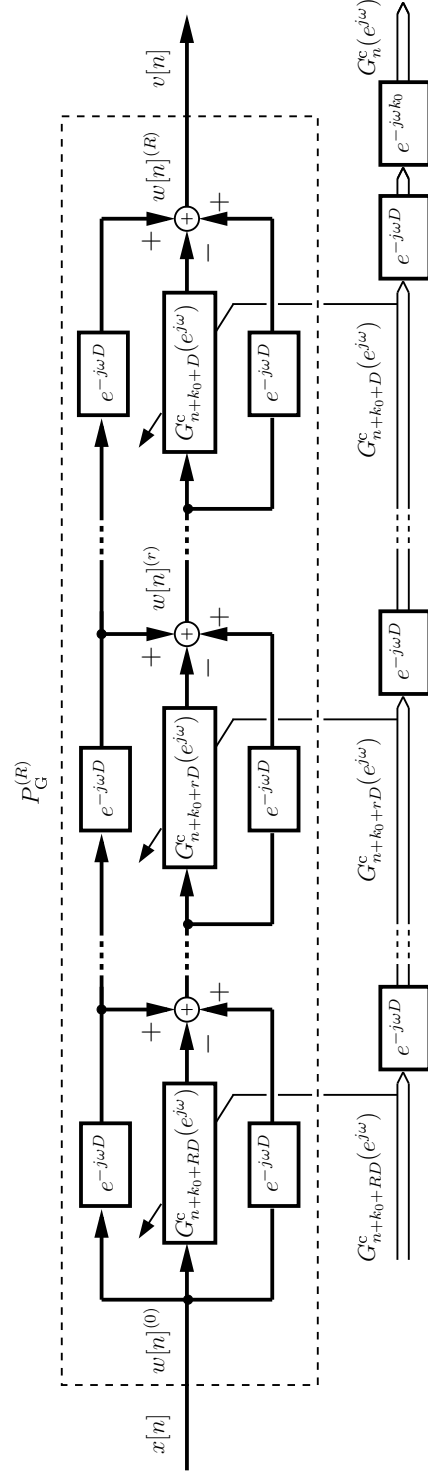 P_G^{(R)}
x[n]
w[n]^{(0)}
e^{-jωD}
G^c_{n+k_0+RD}(e^{jω})
e^{-jωD}
+
+
−
+
e^{-jωD}
G^c_{n+k_0+rD}(e^{jω})
e^{-jωD}
+
+
−
+
w[n]^{(r)}
e^{-jωD}
G^c_{n+k_0+D}(e^{jω})
e^{-jωD}
+
+
−
+
w[n]^{(R)}
v[n]
G^c_{n+k_0+RD}(e^{jω})
e^{-jωD}
G^c_{n+k_0+rD}(e^{jω})
e^{-jωD}
G^c_{n+k_0+D}(e^{jω})
e^{-jωD}
e^{-jωk_0}
G^c_n(e^{jω})